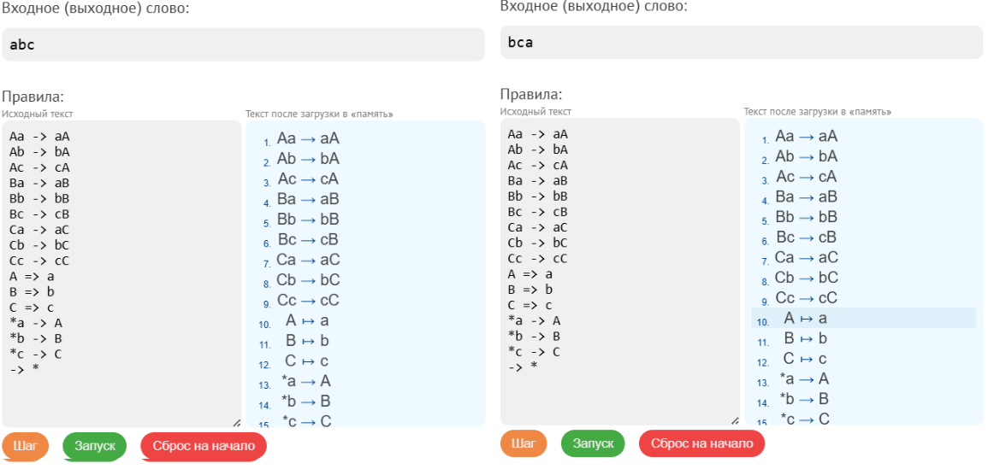 Входное (выходное) слово:
abc
Правила:
Исходный текст
Aa -> aA
Ab -> bA
Ac -> cA
Ba -> aB
Bb -> bB
Bc -> cB
Ca -> aC
Cb -> bC
Cc -> cC
A => a
B => b
C => c
*a -> A
*b -> B
*c -> C
-> *
Текст после загрузки в «память»
1. Aa → aA
2. Ab → bA
3. Ac → cA
4. Ba → aB
5. Bb → bB
6. Bc → cB
7. Ca → aC
8. Cb → bC
9. Cc → cC
10. A ↦ a
11. B ↦ b
12. C ↦ c
13. *a → A
14. *b → B
15. *c → C
Шаг
Запуск
Сброс на начало
Входное (выходное) слово:
bca
Правила:
Исходный текст
Aa -> aA
Ab -> bA
Ac -> cA
Ba -> aB
Bb -> bB
Bc -> cB
Ca -> aC
Cb -> bC
Cc -> cC
A => a
B => b
C => c
*a -> A
*b -> B
*c -> C
-> *
Текст после загрузки в «память»
1. Aa → aA
2. Ab → bA
3. Ac → cA
4. Ba → aB
5. Bb → bB
6. Bc → cB
7. Ca → aC
8. Cb → bC
9. Cc → cC
10. A ↦ a
11. B ↦ b
12. C ↦ c
13. *a → A
14. *b → B
15. *c → C
Шаг
Запуск
Сброс на начало